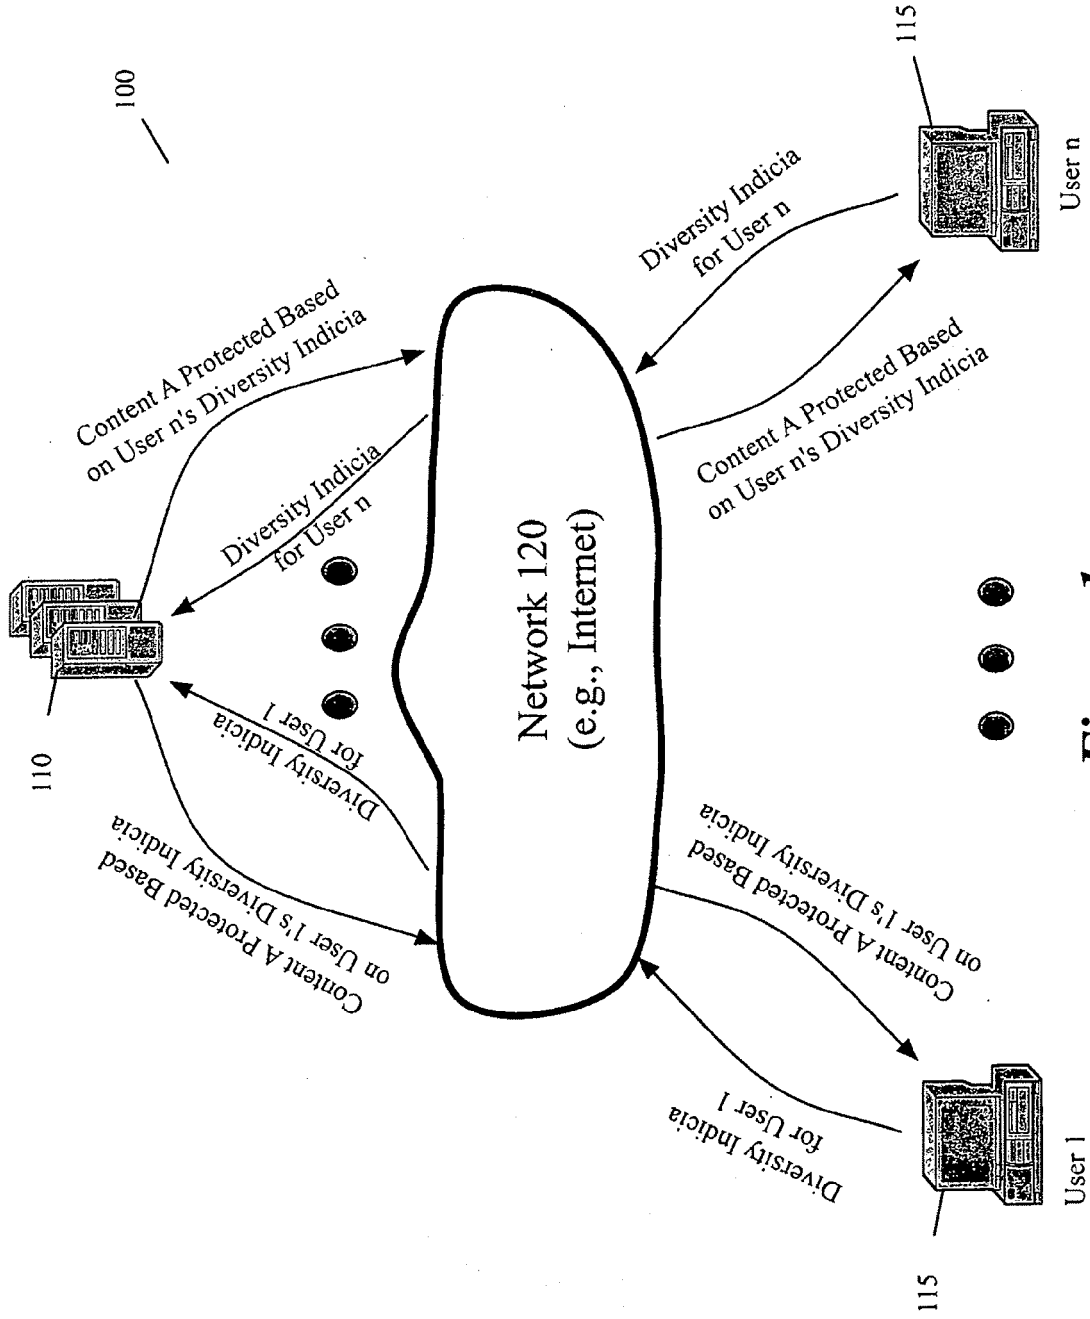 100
110
Content A Protected Based
on User 1's Diversity Indicia
Diversity Indicia
for User 1
Diversity Indicia
for User n
Content A Protected Based
on User n's Diversity Indicia
Network 120
(e.g., Internet)
Diversity Indicia
for User 1
Content A Protected Based
on User 1's Diversity Indicia
Content A Protected Based
on User n's Diversity Indicia
Diversity Indicia
for User n
115
User 1
115
User n